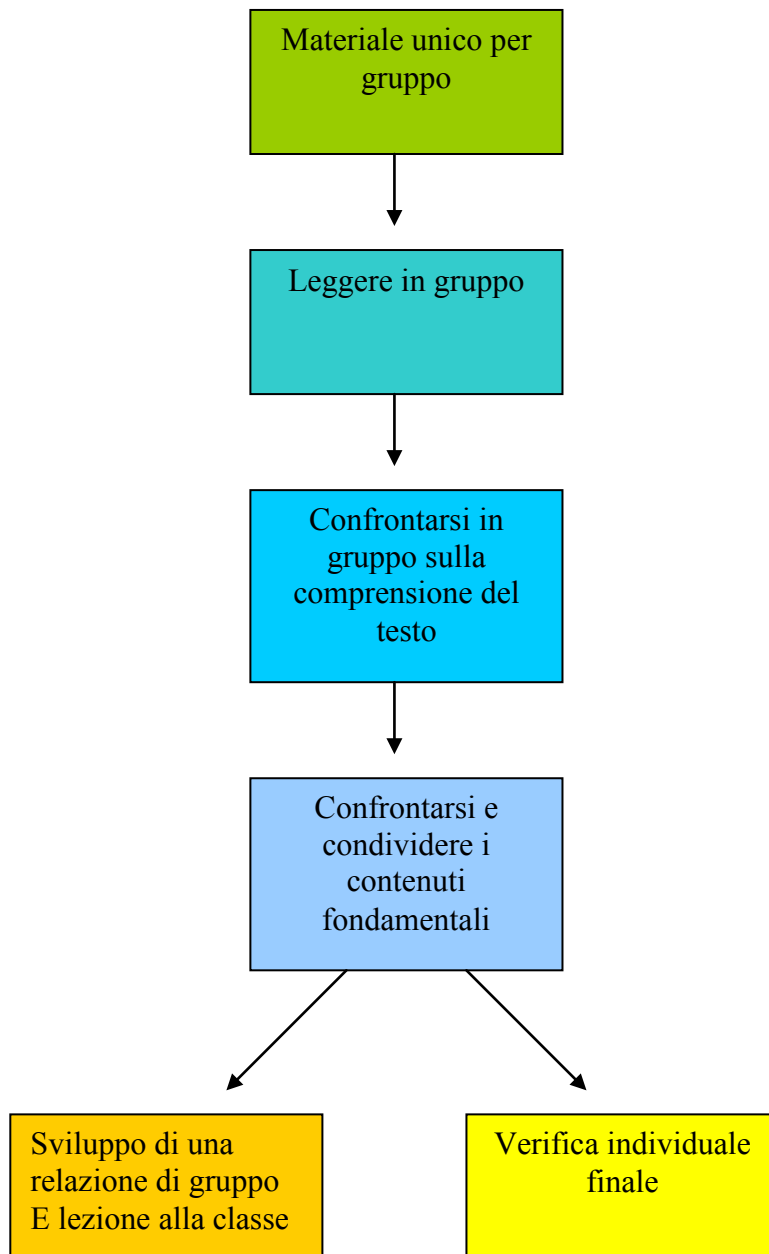 Materiale unico per
gruppo
Leggere in gruppo
Confrontarsi in
gruppo sulla
comprensione del
testo
Confrontarsi e
condividere i
contenuti
fondamentali
Sviluppo di una
relazione di gruppo
E lezione alla classe
Verifica individuale
finale